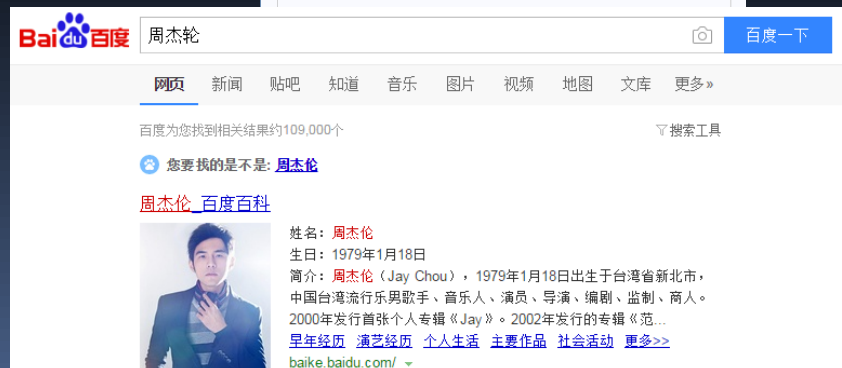 Bai du 百度 周杰轮 百度一下
网页 新闻 贴吧 知道 音乐 图片 视频 地图 文库 更多»
百度为您找到相关结果约109,000个 搜索工具
您要找的是不是: 周杰伦
周杰伦_百度百科
姓名：周杰伦
生日：1979年1月18日
简介：周杰伦（Jay Chou），1979年1月18日出生于台湾省新北市，
中国台湾流行乐男歌手、音乐人、演员、导演、编剧、监制、商人。
2000年发行首张个人专辑《Jay》。2002年发行的专辑《范...
早年经历 演艺经历 个人生活 主要作品 社会活动 更多>>
baike.baidu.com/